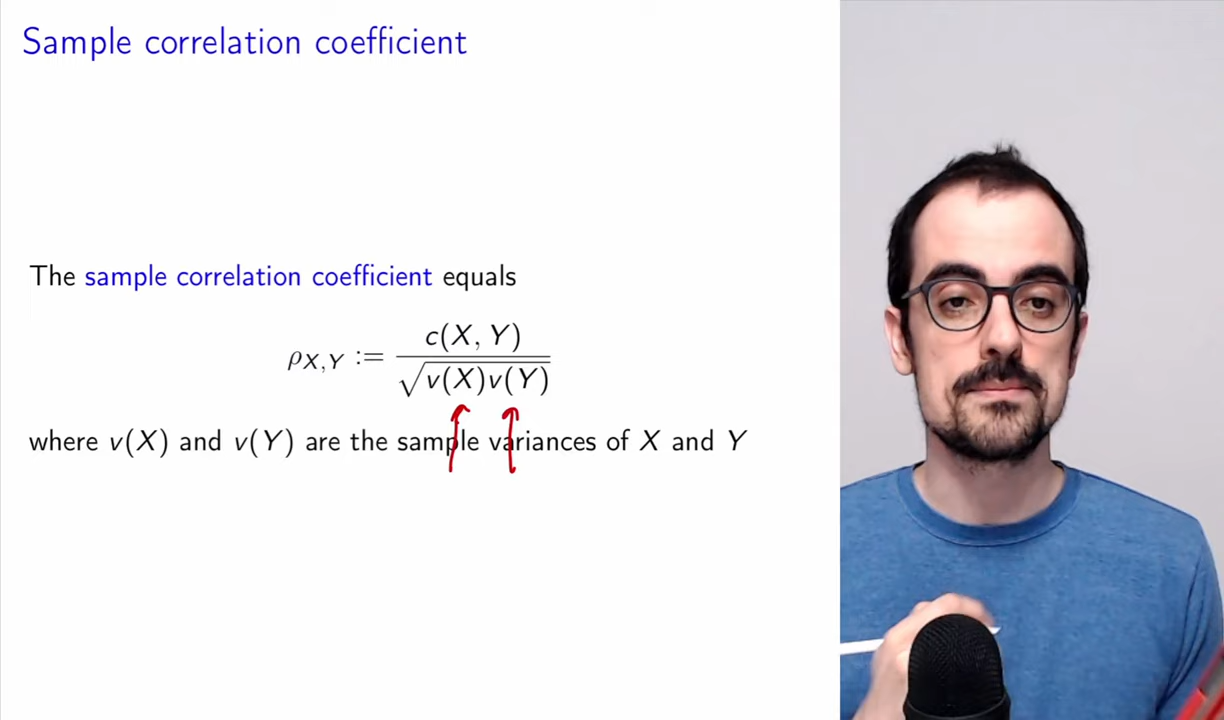 Sample correlation coefficient
The sample correlation coefficient equals
ρX,Y := c(X, Y) / √v(X)v(Y)
where v(X) and v(Y) are the sample variances of X and Y